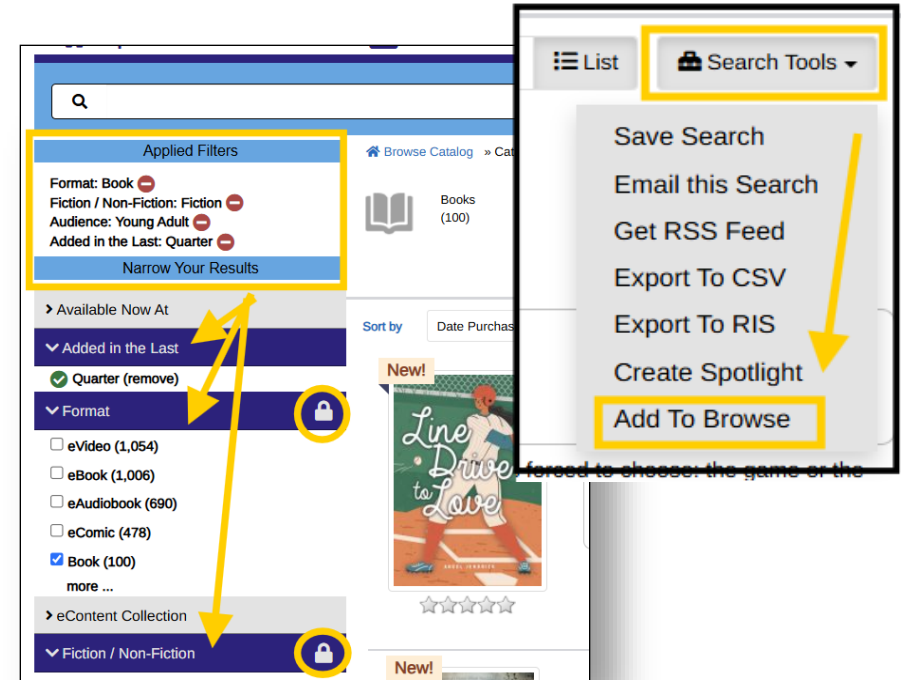 List
Search Tools
Save Search
Email this Search
Get RSS Feed
Export To CSV
Export To RIS
Create Spotlight
Add To Browse
forced to choose: the game or the
Applied Filters
Format: Book
Fiction / Non-Fiction: Fiction
Audience: Young Adult
Added in the Last: Quarter
Narrow Your Results
Available Now At
Added in the Last
Quarter (remove)
Format
eVideo (1,054)
eBook (1,006)
eAudiobook (690)
eComic (478)
Book (100)
more ...
eContent Collection
Fiction / Non-Fiction
Browse Catalog » Cat
Books
(100)
Sort by Date Purchas
New!
Line
Drive
to
Love
New!